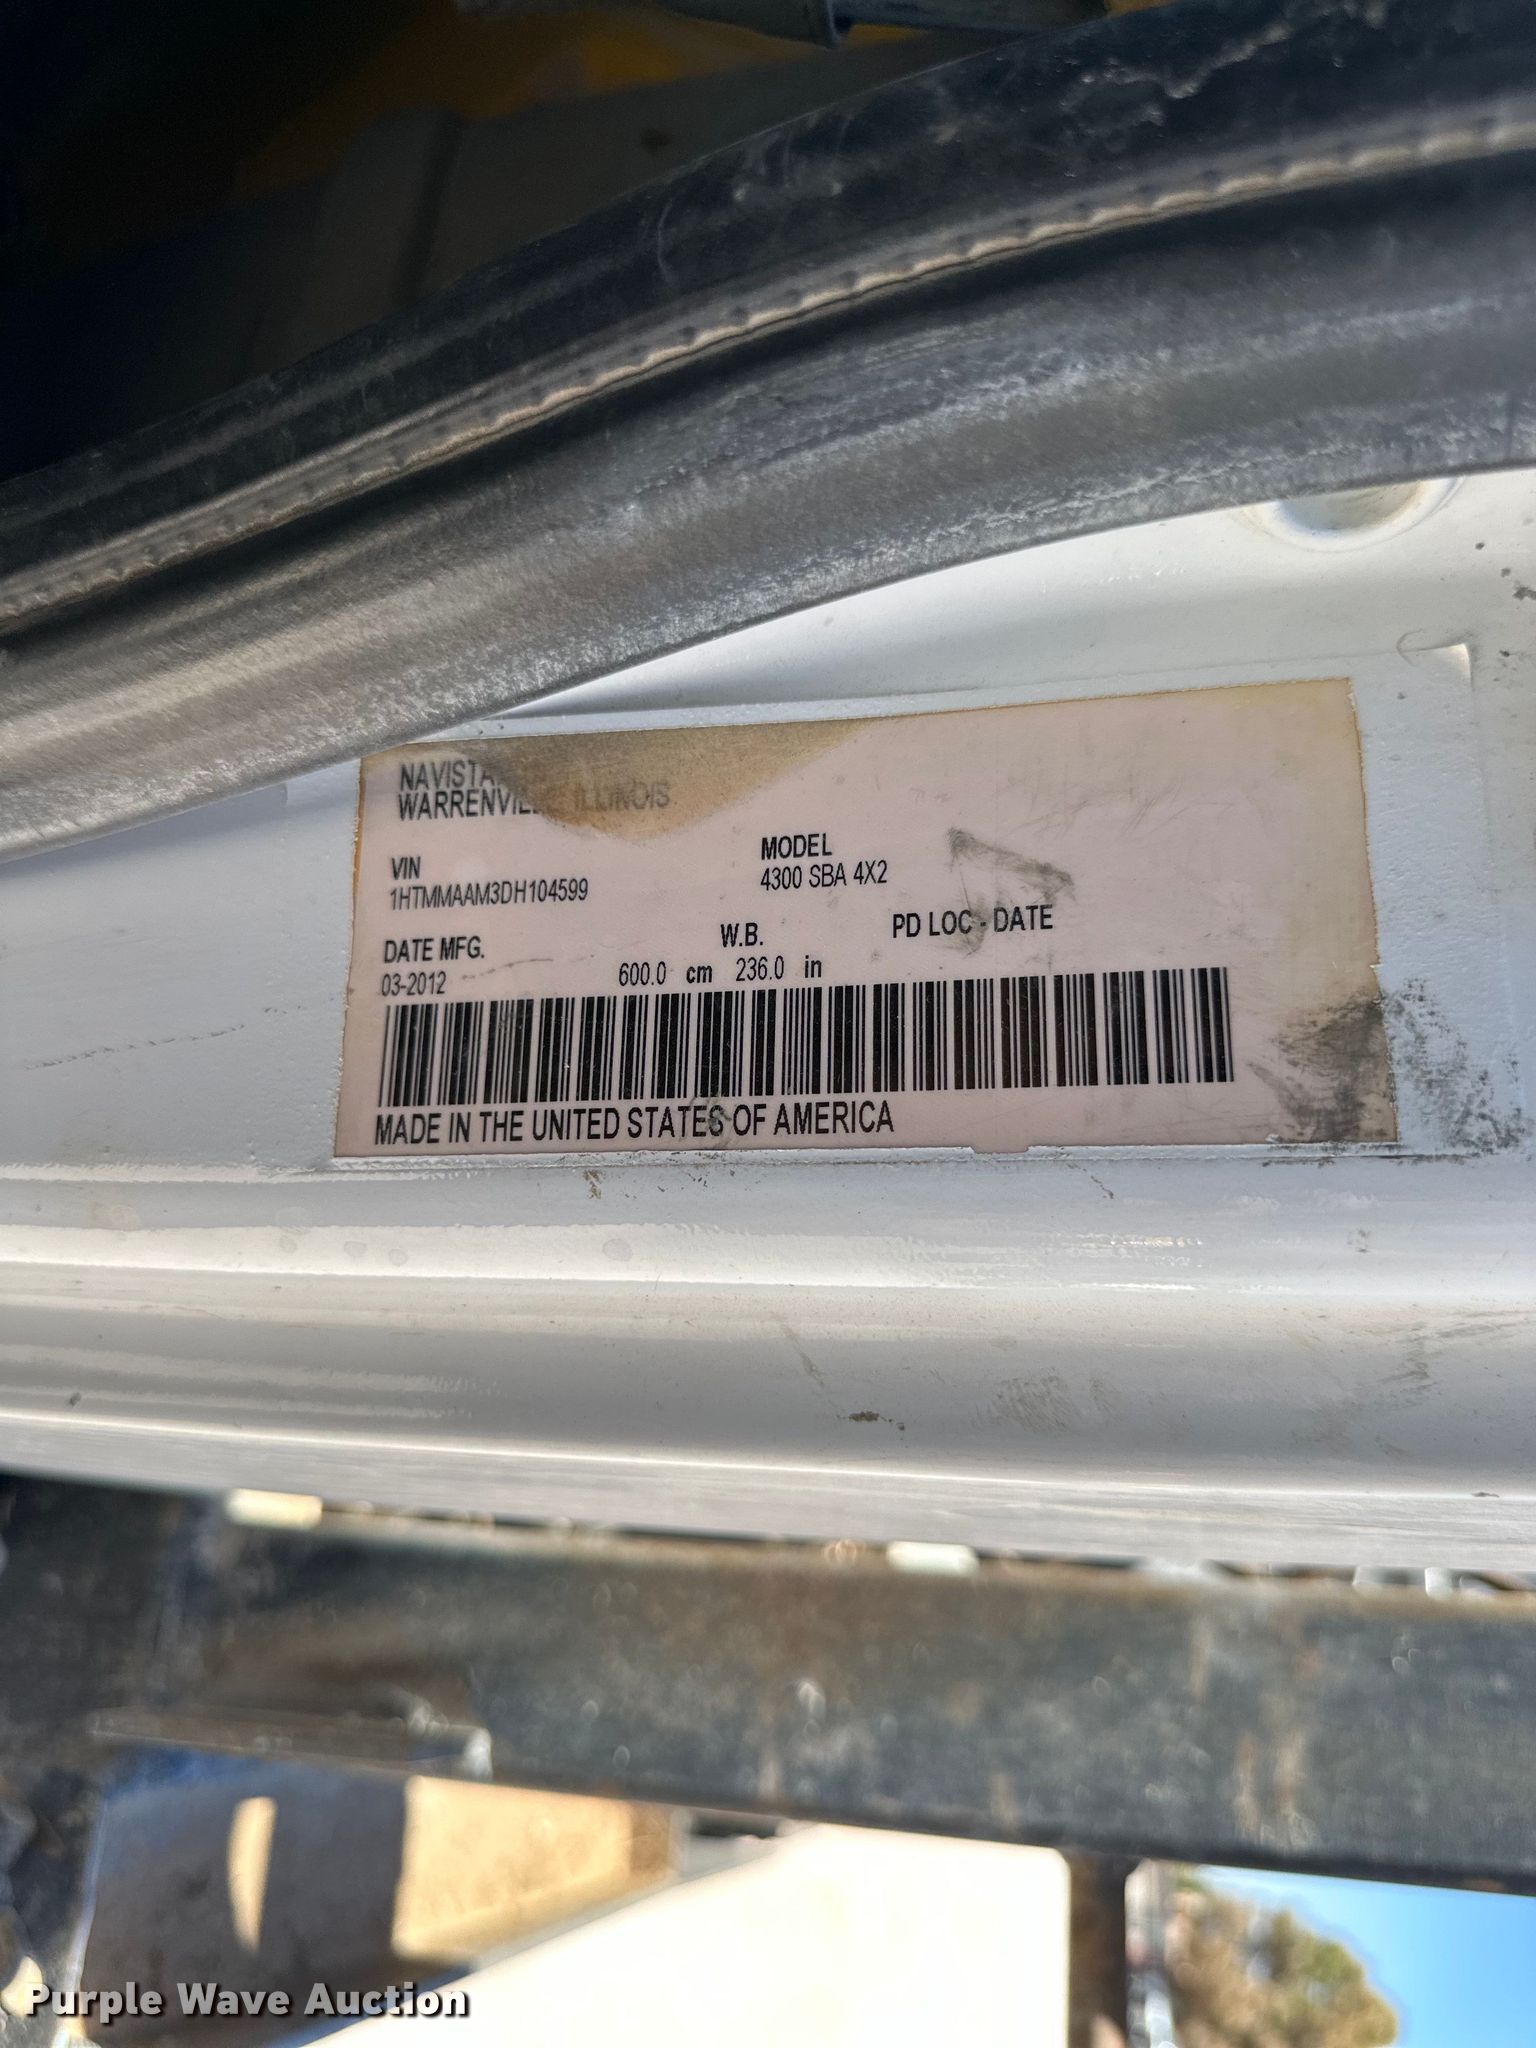 NAVISTA
WARRENVILLE ILLINOIS
VIN
1HTMMAAM3DH104599
MODEL
4300 SBA 4X2
DATE MFG.
03-2012
W.B.
600.0 cm 236.0 in
PD LOC - DATE
MADE IN THE UNITED STATES OF AMERICA
Purple Wave Auction